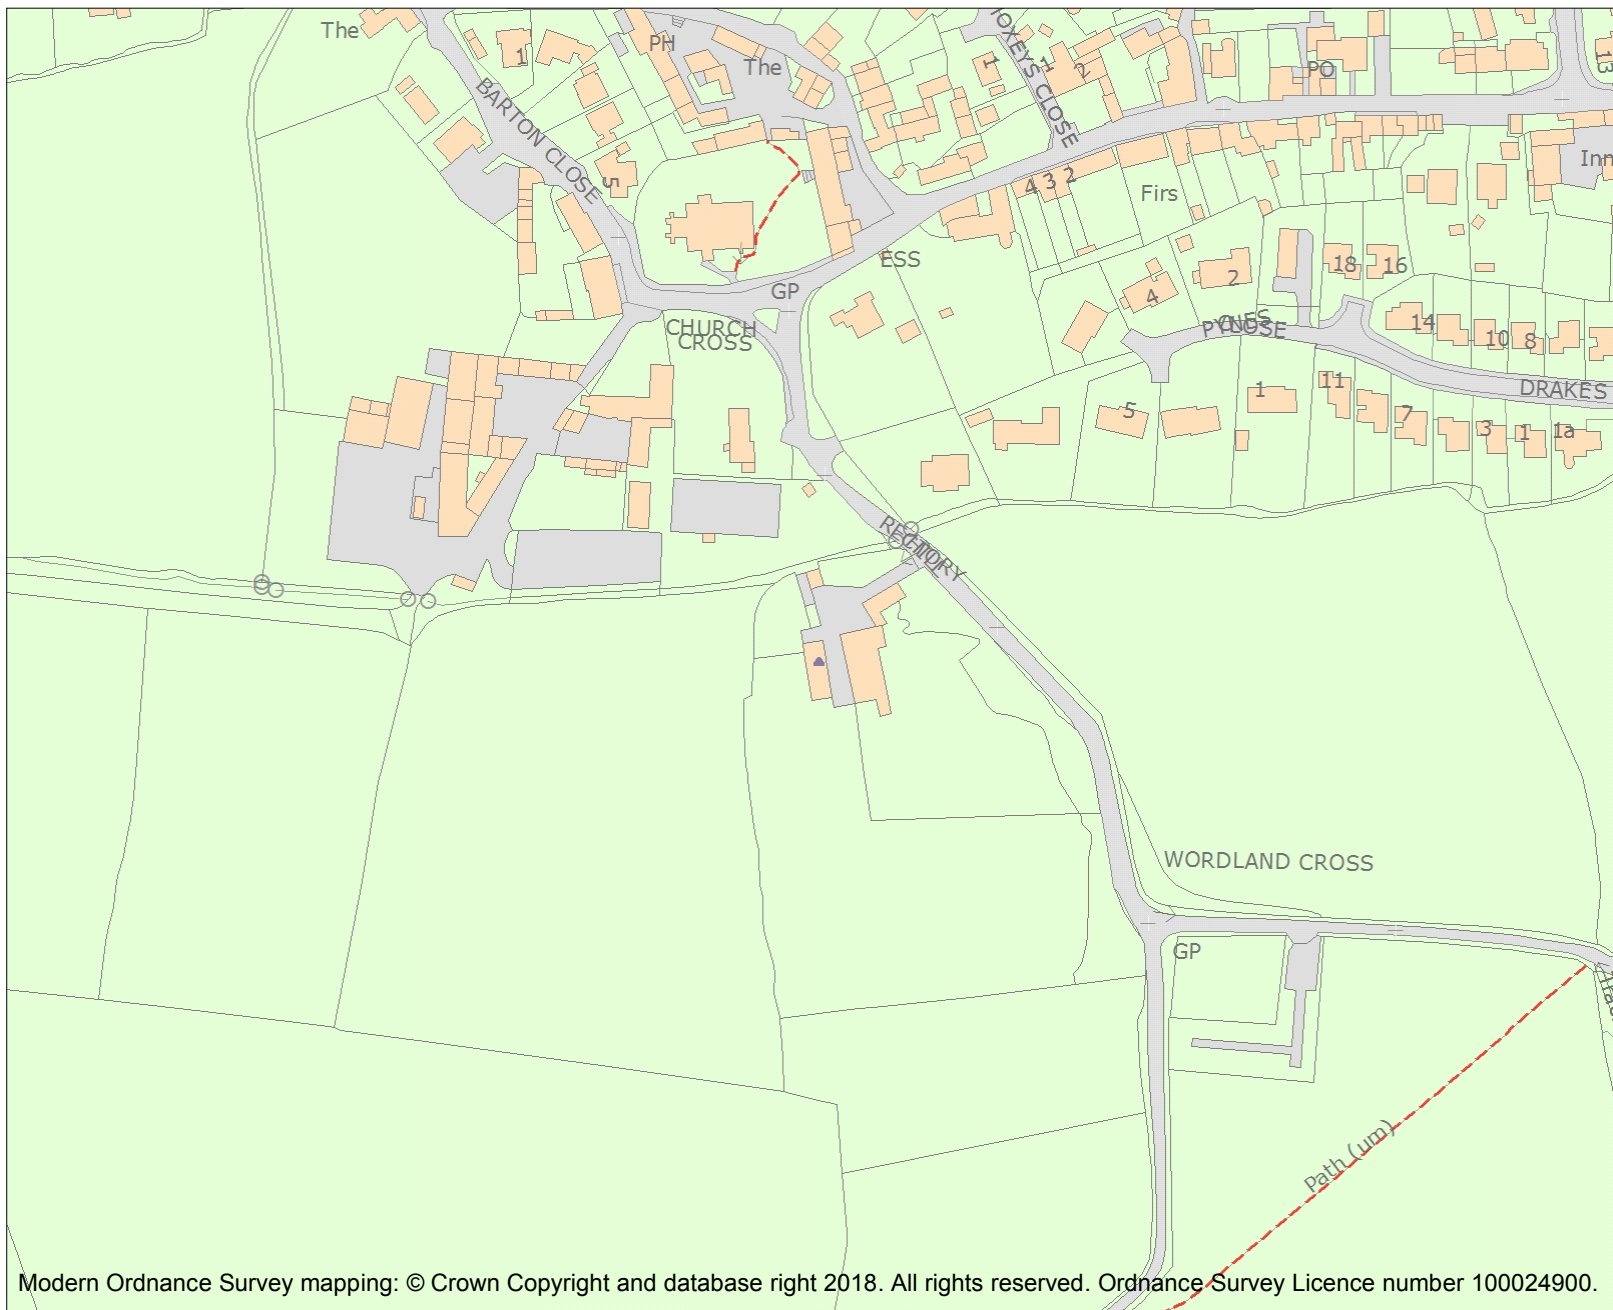 The
1
PH
The
1
1
2
PO
13
BARTON CLOSE
5
4
3
2
Firs
Inn
ESS
2
4
18
16
GP
CHURCH
CROSS
14
10
8
DRAKES
5
1
11
7
3
1
1a
RECTORY
WORDLAND CROSS
GP
Path (um)
Modern Ordnance Survey mapping: © Crown Copyright and database right 2018. All rights reserved. Ordnance Survey Licence number 100024900.